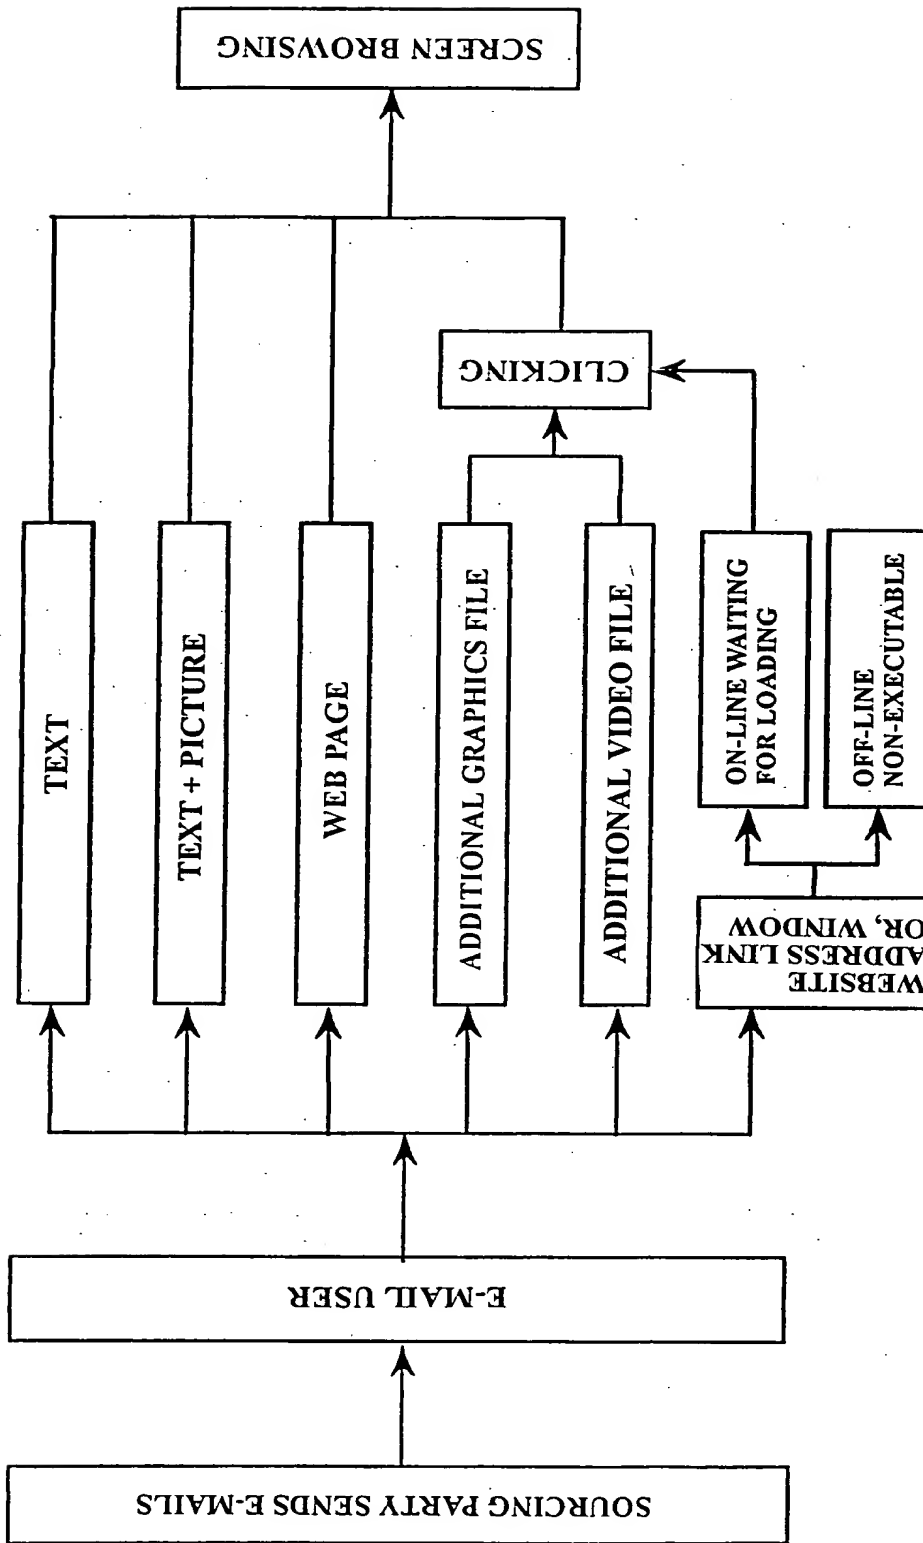 SCREEN BROWSING
CLICKING
TEXT
TEXT + PICTURE
WEB PAGE
ADDITIONAL GRAPHICS FILE
ADDITIONAL VIDEO FILE
ON-LINE WAITING
FOR LOADING
OFF-LINE
NON-EXECUTABLE
WEBSITE
ADDRESS LINK
OR, WINDOW
E-MAIL USER
SOURCING PARTY SENDS E-MAILS